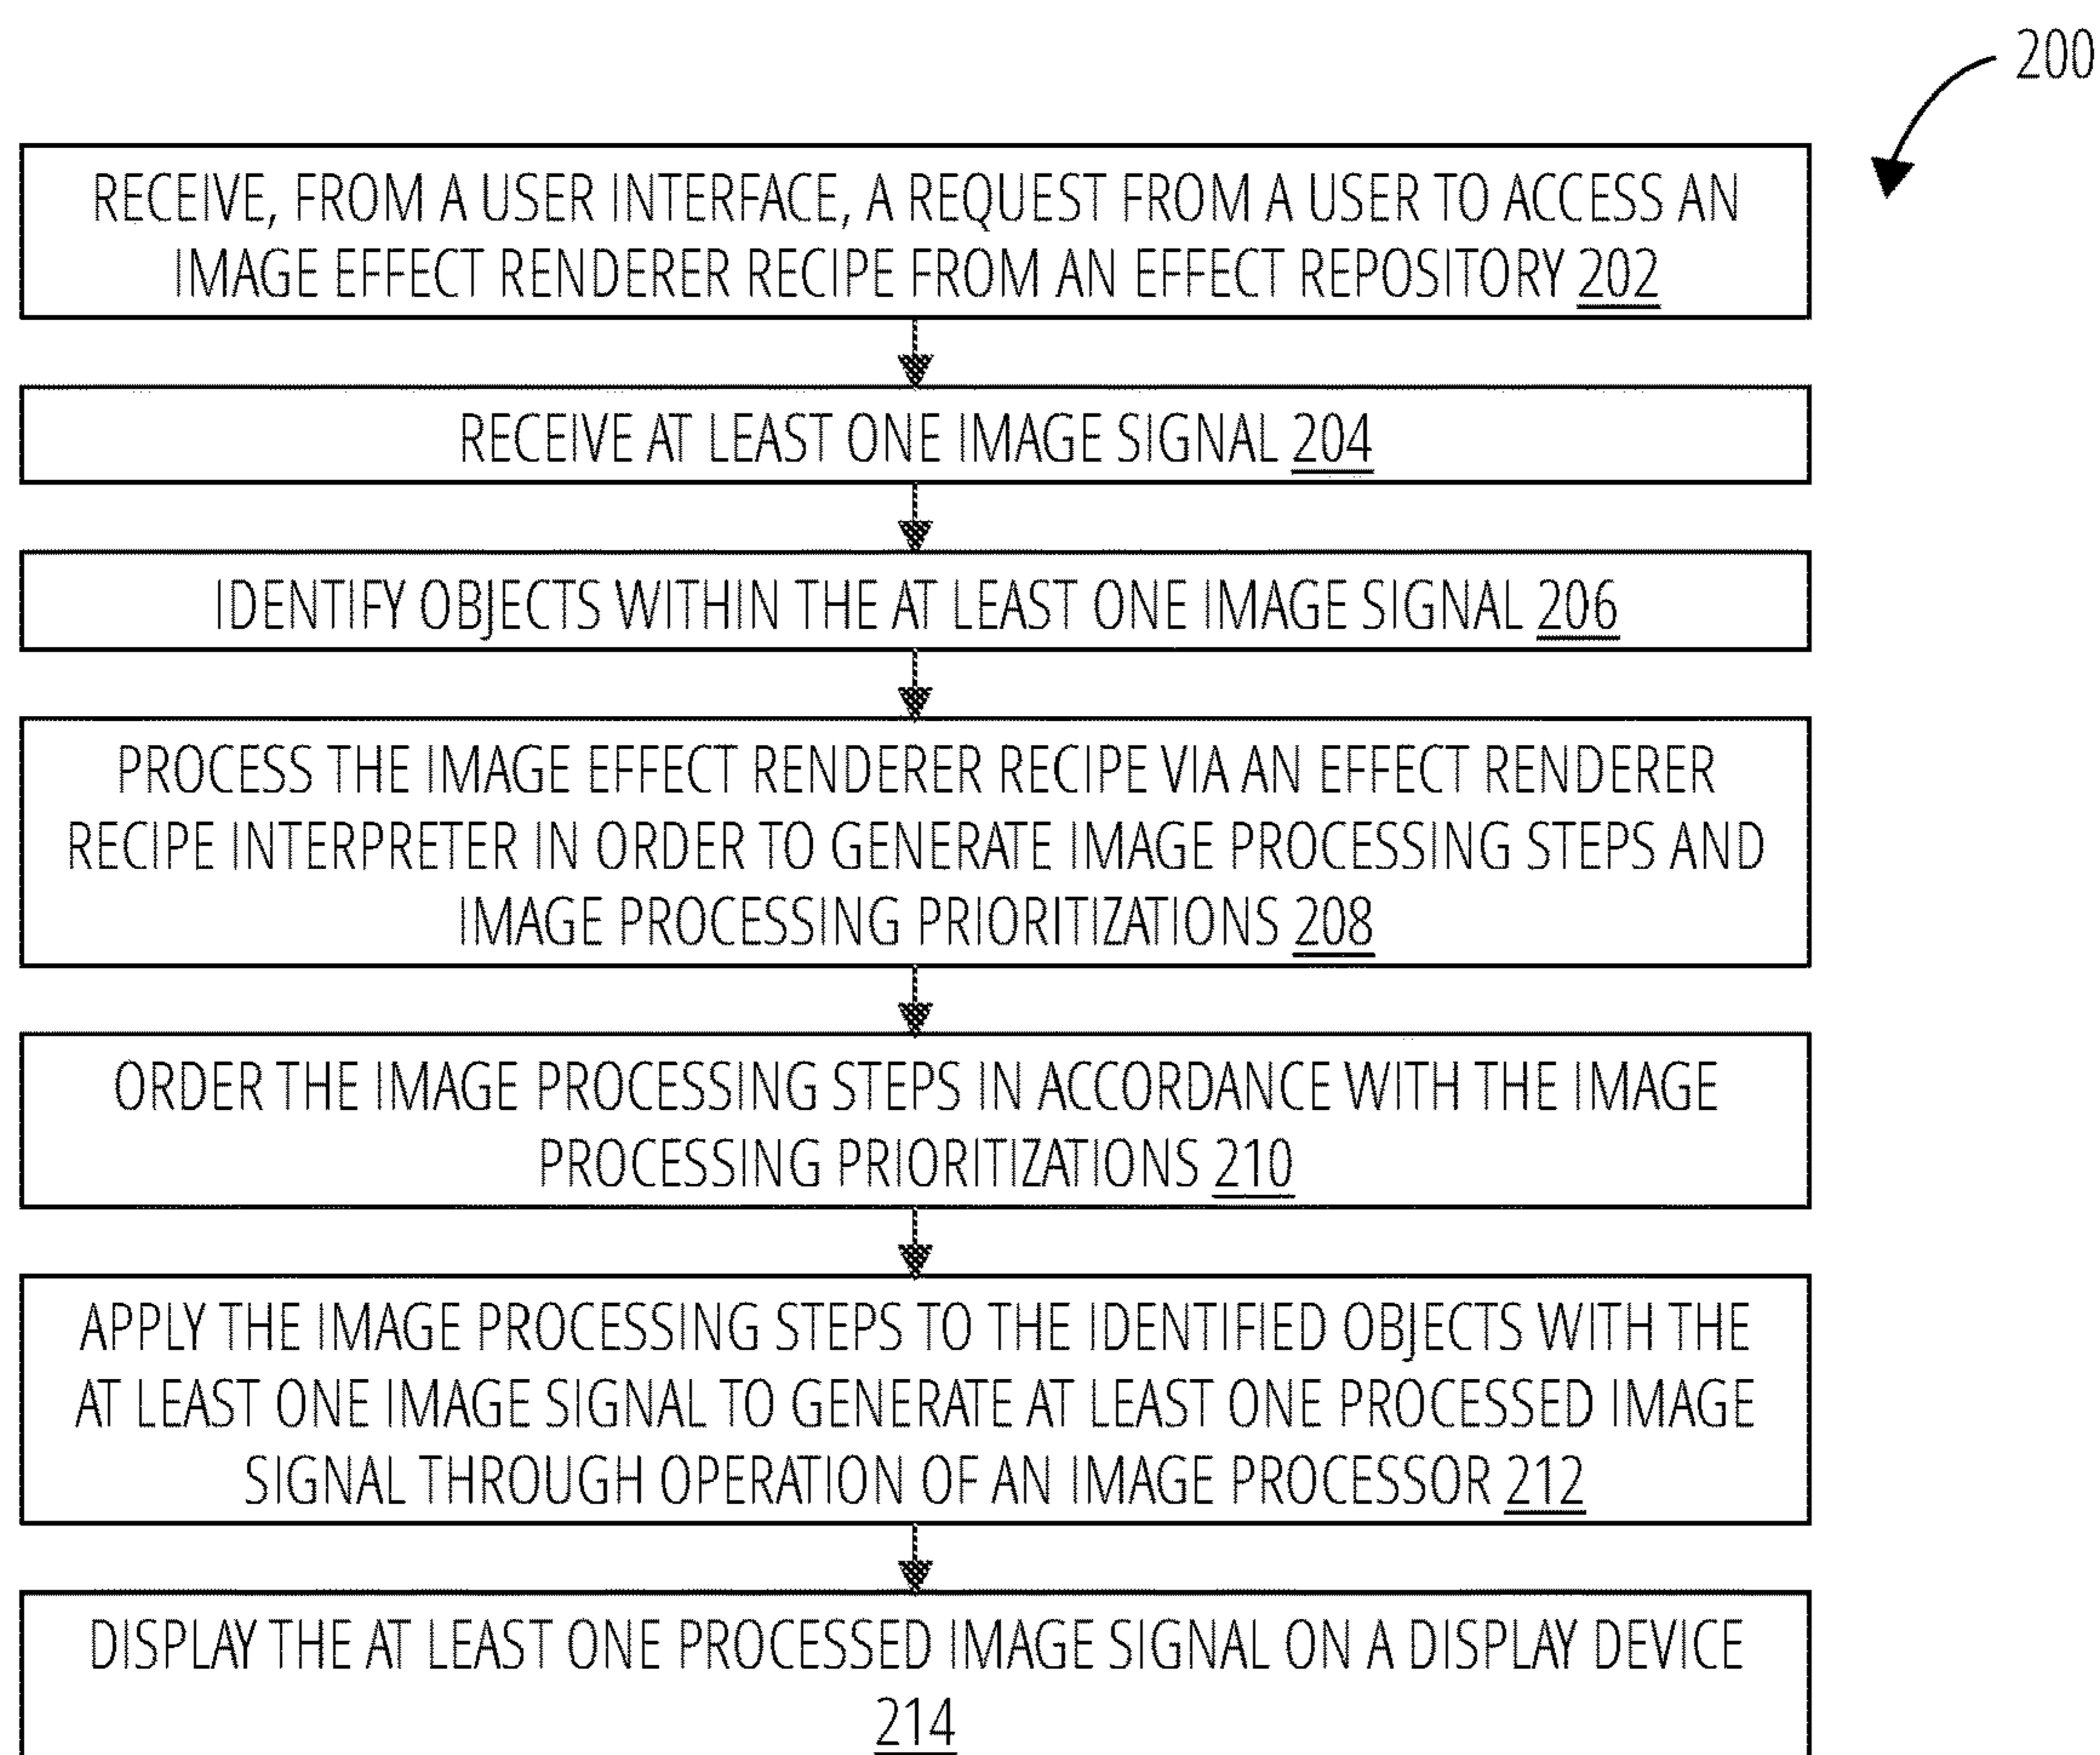 200
RECEIVE, FROM A USER INTERFACE, A REQUEST FROM A USER TO ACCESS AN
IMAGE EFFECT RENDERER RECIPE FROM AN EFFECT REPOSITORY 202
RECEIVE AT LEAST ONE IMAGE SIGNAL 204
IDENTIFY OBJECTS WITHIN THE AT LEAST ONE IMAGE SIGNAL 206
PROCESS THE IMAGE EFFECT RENDERER RECIPE VIA AN EFFECT RENDERER
RECIPE INTERPRETER IN ORDER TO GENERATE IMAGE PROCESSING STEPS AND
IMAGE PROCESSING PRIORITIZATIONS 208
ORDER THE IMAGE PROCESSING STEPS IN ACCORDANCE WITH THE IMAGE
PROCESSING PRIORITIZATIONS 210
APPLY THE IMAGE PROCESSING STEPS TO THE IDENTIFIED OBJECTS WITH THE
AT LEAST ONE IMAGE SIGNAL TO GENERATE AT LEAST ONE PROCESSED IMAGE
SIGNAL THROUGH OPERATION OF AN IMAGE PROCESSOR 212
DISPLAY THE AT LEAST ONE PROCESSED IMAGE SIGNAL ON A DISPLAY DEVICE
214